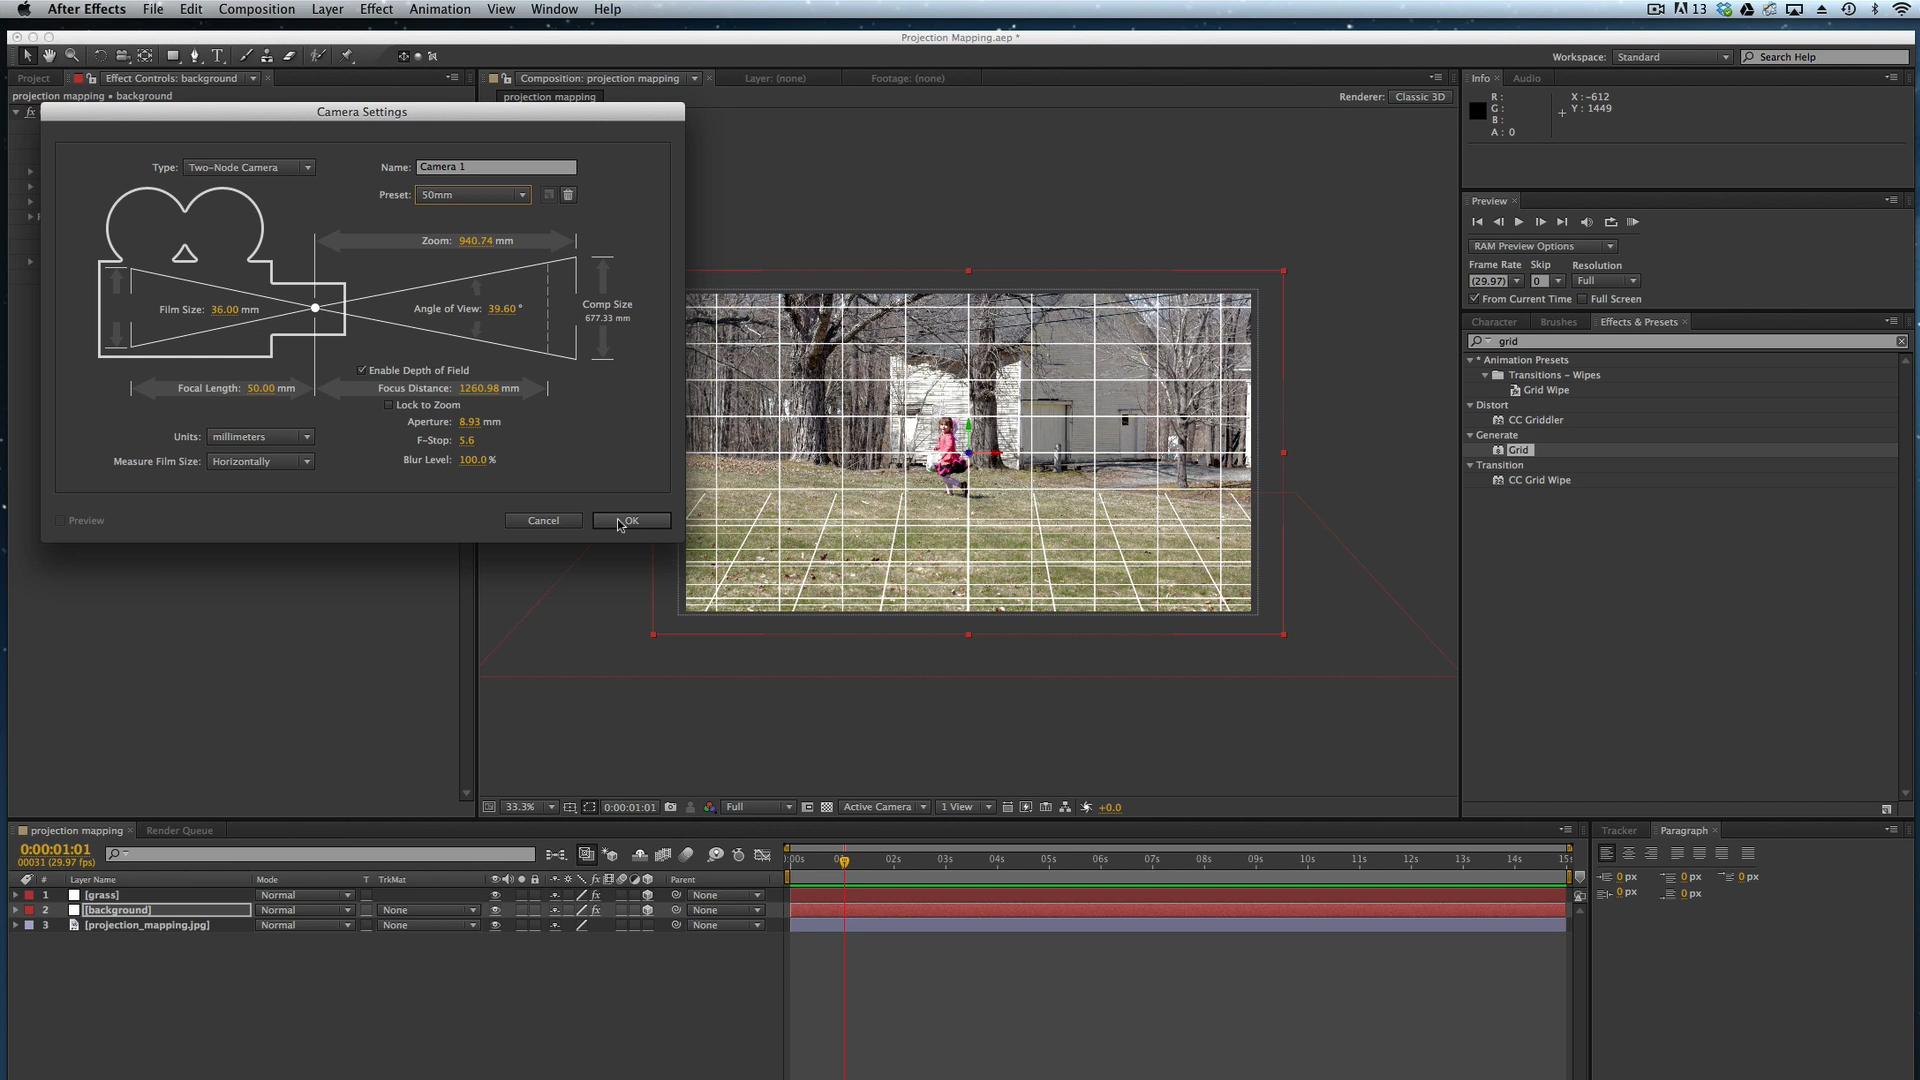 After Effects File Edit Composition Layer Effect Animation View Window Help 13
Projection Mapping.aep *
Workspace: Standard Search Help
Project Effect Controls: background Composition: projection mapping Layer: (none) Footage: (none) Info Audio
projection mapping • background
projection mapping Renderer: Classic 3D
R:
G:
B:
A: 0
X: -612
Y: 1449
fx
Camera Settings
Type: Two-Node Camera Name: Camera 1
Preset: 50mm
Zoom: 940.74 mm
Film Size: 36.00 mm Angle of View: 39.60 °
Comp Size
677.33 mm
Enable Depth of Field
Focal Length: 50.00 mm Focus Distance: 1260.98 mm
Lock to Zoom
Aperture: 8.93 mm
Units: millimeters F-Stop: 5.6
Measure Film Size: Horizontally Blur Level: 100.0 %
Preview Cancel OK
Preview
RAM Preview Options
Frame Rate Skip Resolution
(29.97) 0 Full
From Current Time Full Screen
Character Brushes Effects & Presets
grid
* Animation Presets
Transitions - Wipes
Grid Wipe
Distort
CC Griddler
Generate
Grid
Transition
CC Grid Wipe
33.3% 0:00:01:01 Full Active Camera 1 View +0.0
projection mapping Render Queue Tracker Paragraph
0:00:01:01
00031 (29.97 fps)
:00s 02s 03s 04s 05s 06s 07s 08s 09s 10s 11s 12s 13s 14s 15s
# Layer Name Mode T TrkMat fx Parent
1 [grass] Normal fx None
2 [background] Normal None fx None
3 [projection_mapping.jpg] Normal None None
0 px 0 px 0 px
0 px 0 px